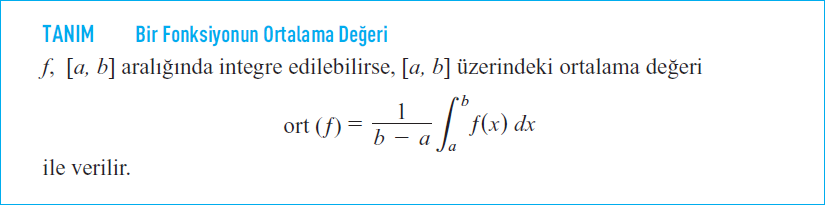 TANIM Bir Fonksiyonun Ortalama Değeri
f, [a, b] aralığında integre edilebilirse, [a, b] üzerindeki ortalama değeri
ort (f) = 1/(b − a) ∫_a^b f(x) dx
ile verilir.